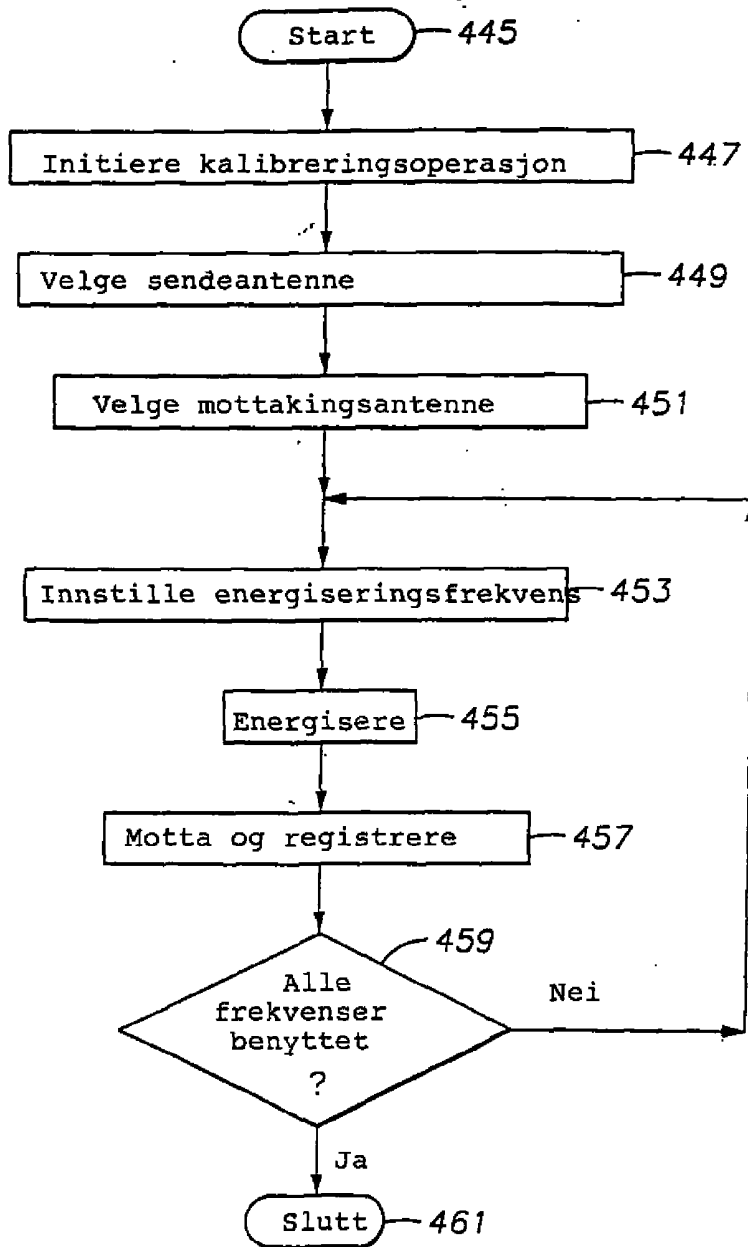 Start 445
Initiere kalibreringsoperasjon 447
Velge sendeantenne 449
Velge mottakingsantenne 451
Innstille energiseringsfrekvens 453
Energisere 455
Motta og registrere 457
459
Alle
frekvenser
benyttet
?
Nei
Ja
Slutt 461